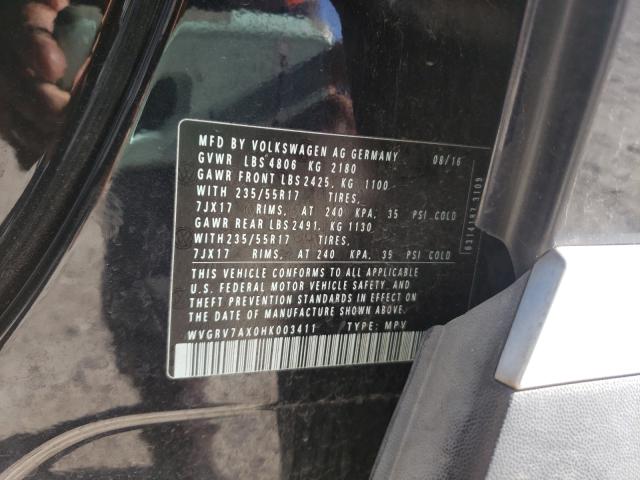 MFD BY VOLKSWAGEN AG GERMANY 08/16
GVWR LBS 4806 KG 2180
GAWR FRONT LBS 2425, KG 1100
WITH 235/55R17 TIRES,
7JX17 RIMS, AT 240 KPA, 35 PSI COLD
GAWR REAR LBS 2491, KG 1130
WITH 235/55R17 TIRES,
7JX17 RIMS, AT 240 KPA, 35 PSI COLD
THIS VEHICLE CONFORMS TO ALL APPLICABLE
U.S. FEDERAL MOTOR VEHICLE SAFETY, AND
THEFT PREVENTION STANDARDS IN EFFECT ON
THE DATE OF MANUFACTURE SHOWN ABOVE.
WVGRV7AX0HK003411 TYPE: MPV